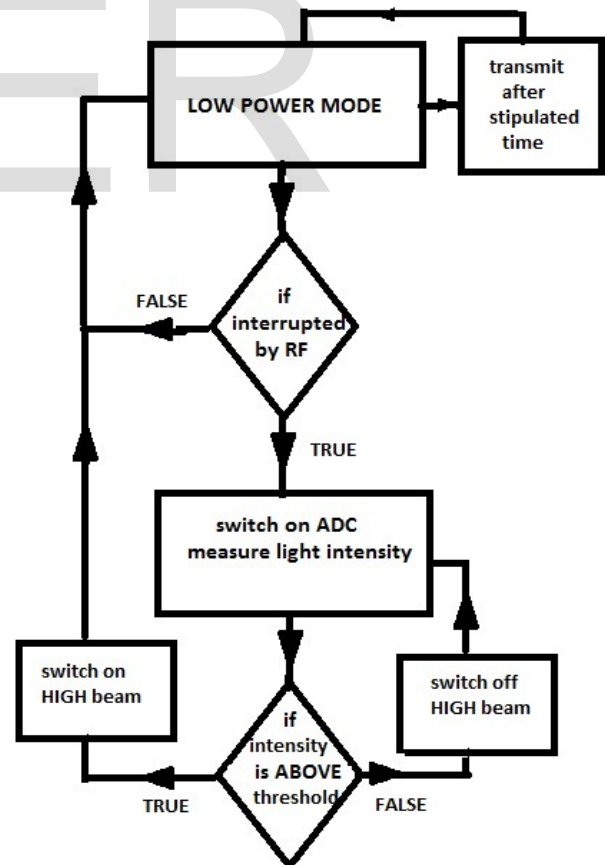 ER
LOW POWER MODE
transmit
after
stipulated
time
if
interrupted
by RF
FALSE
TRUE
switch on ADC
measure light intensity
switch on
HIGH beam
switch off
HIGH beam
if
intensity
is ABOVE
threshold
TRUE
FALSE